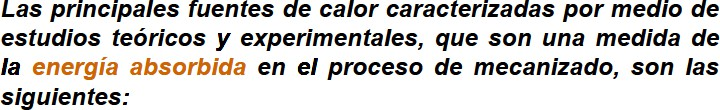 Las principales fuentes de calor caracterizadas por medio de
estudios teóricos y experimentales, que son una medida de
la energía absorbida en el proceso de mecanizado, son las
siguientes: